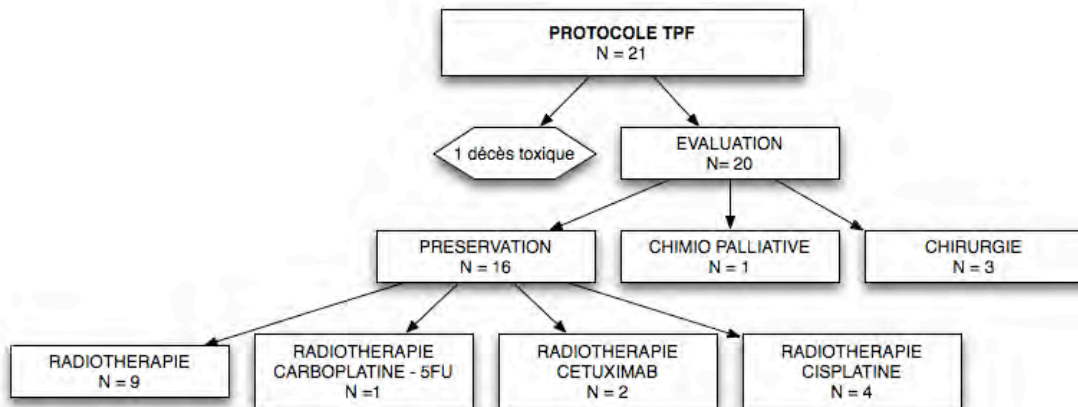 PROTOCOLE TPF
N = 21
1 décès toxique
EVALUATION
N= 20
PRESERVATION
N = 16
CHIMIO PALLIATIVE
N = 1
CHIRURGIE
N = 3
RADIOTHERAPIE
N = 9
RADIOTHERAPIE
CARBOPLATINE - 5FU
N =1
RADIOTHERAPIE
CETUXIMAB
N = 2
RADIOTHERAPIE
CISPLATINE
N = 4